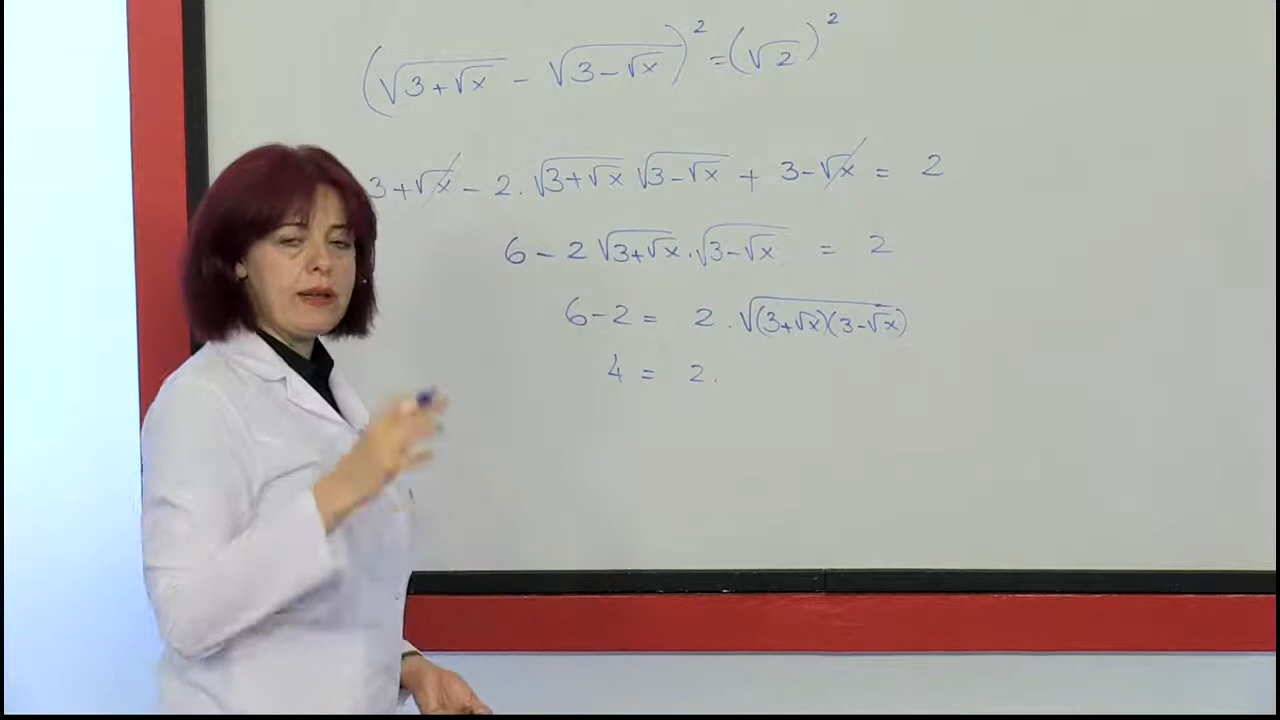 (√(3+√x) - √(3-√x))² = (√2)²
3+√x - 2.√(3+√x) √(3-√x) + 3-√x = 2
6 - 2√(3+√x).√(3-√x) = 2
6-2 = 2.√((3+√x)(3-√x))
4 = 2.